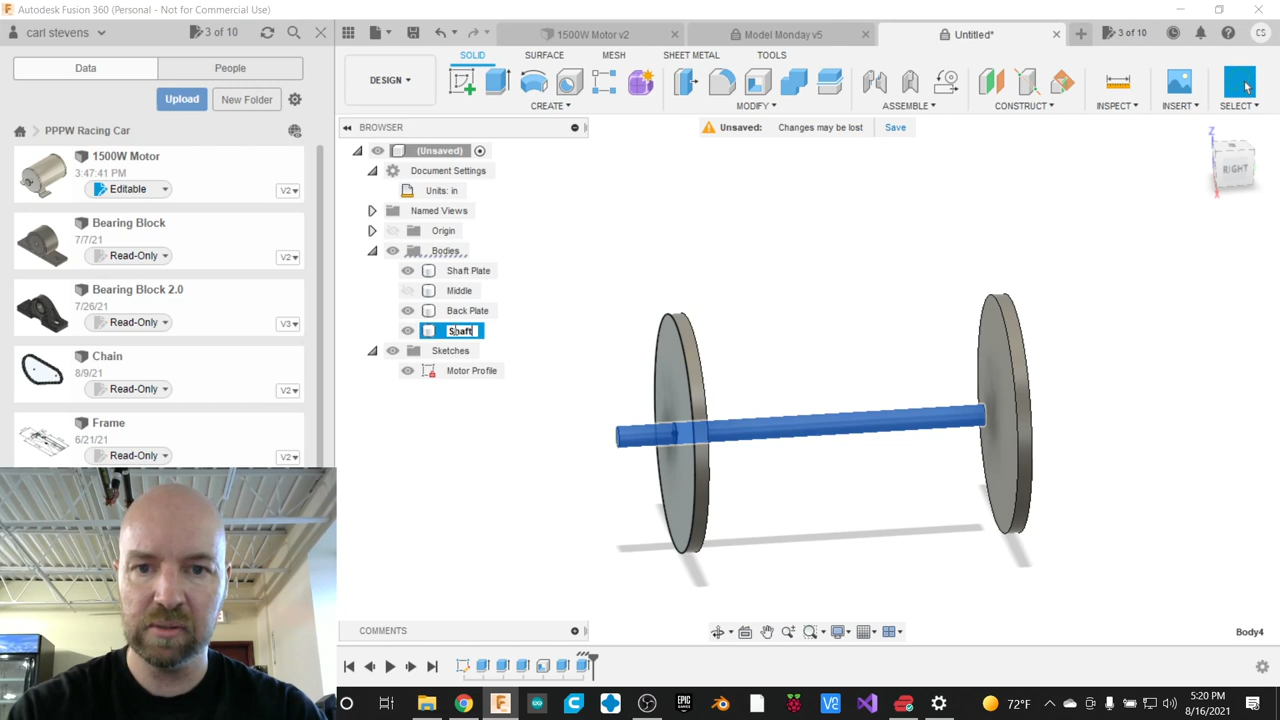 Autodesk Fusion 360 (Personal - Not for Commercial Use)
carl stevens
3 of 10
1500W Motor v2
Model Monday v5
Untitled*
3 of 10
CS
Data
People
Upload
New Folder
PPPW Racing Car
1500W Motor
3:47:41 PM
Editable
V2
Bearing Block
7/7/21
Read-Only
V2
Bearing Block 2.0
7/26/21
Read-Only
V3
Chain
8/9/21
Read-Only
V2
Frame
6/21/21
Read-Only
V2
DESIGN
SOLID
SURFACE
MESH
SHEET METAL
TOOLS
CREATE
MODIFY
ASSEMBLE
CONSTRUCT
INSPECT
INSERT
SELECT
BROWSER
Unsaved:
Changes may be lost
Save
(Unsaved)
Document Settings
Units: in
Named Views
Origin
Bodies
Shaft Plate
Middle
Back Plate
Shaft
Sketches
Motor Profile
Z
RIGHT
X
COMMENTS
Body4
72°F
5:20 PM
8/16/2021